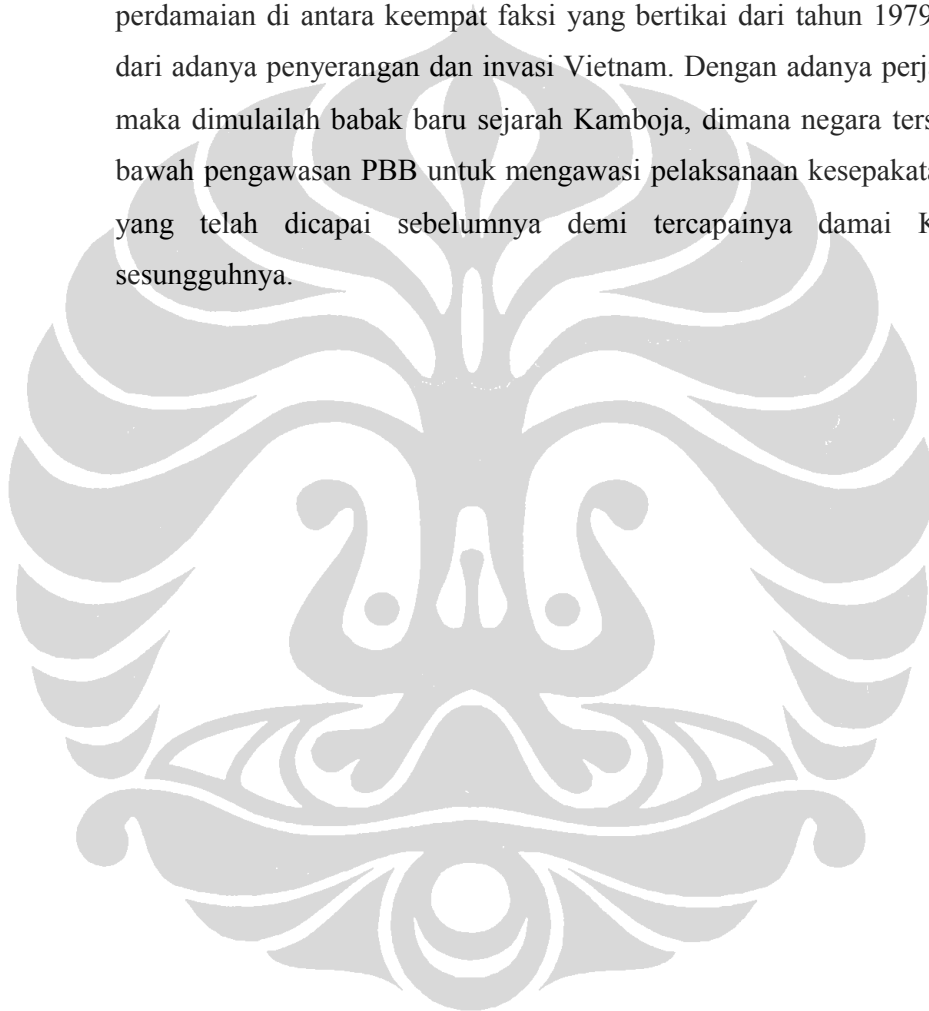 perdamaian di antara keempat faksi yang bertikai dari tahun 1979
dari adanya penyerangan dan invasi Vietnam. Dengan adanya perj
maka dimulailah babak baru sejarah Kamboja, dimana negara ters
bawah pengawasan PBB untuk mengawasi pelaksanaan kesepakata
yang telah dicapai sebelumnya demi tercapainya damai K
sesungguhnya.